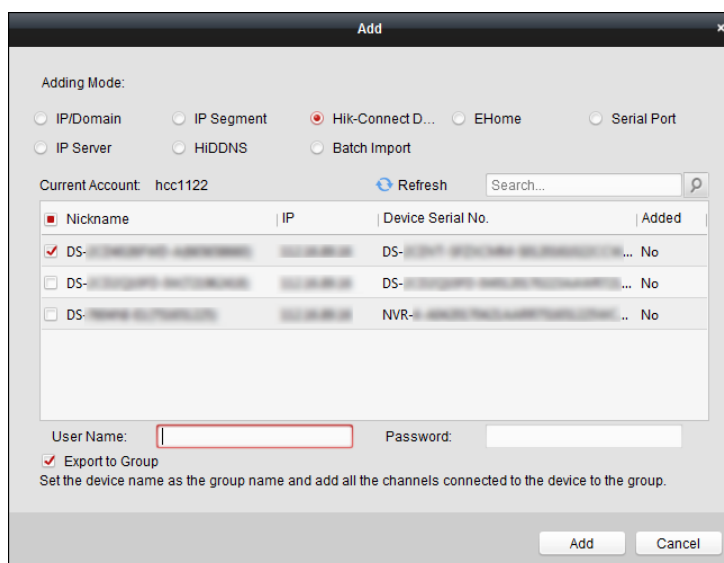 Add
Adding Mode:
IP/Domain IP Segment Hik-Connect D... EHome Serial Port
IP Server HiDDNS Batch Import
Current Account: hcc1122 Refresh Search...
Nickname IP Device Serial No. Added
DS- DS- ... No
DS- DS- ... No
DS- NVR- ... No
User Name: Password:
Export to Group
Set the device name as the group name and add all the channels connected to the device to the group.
Add Cancel